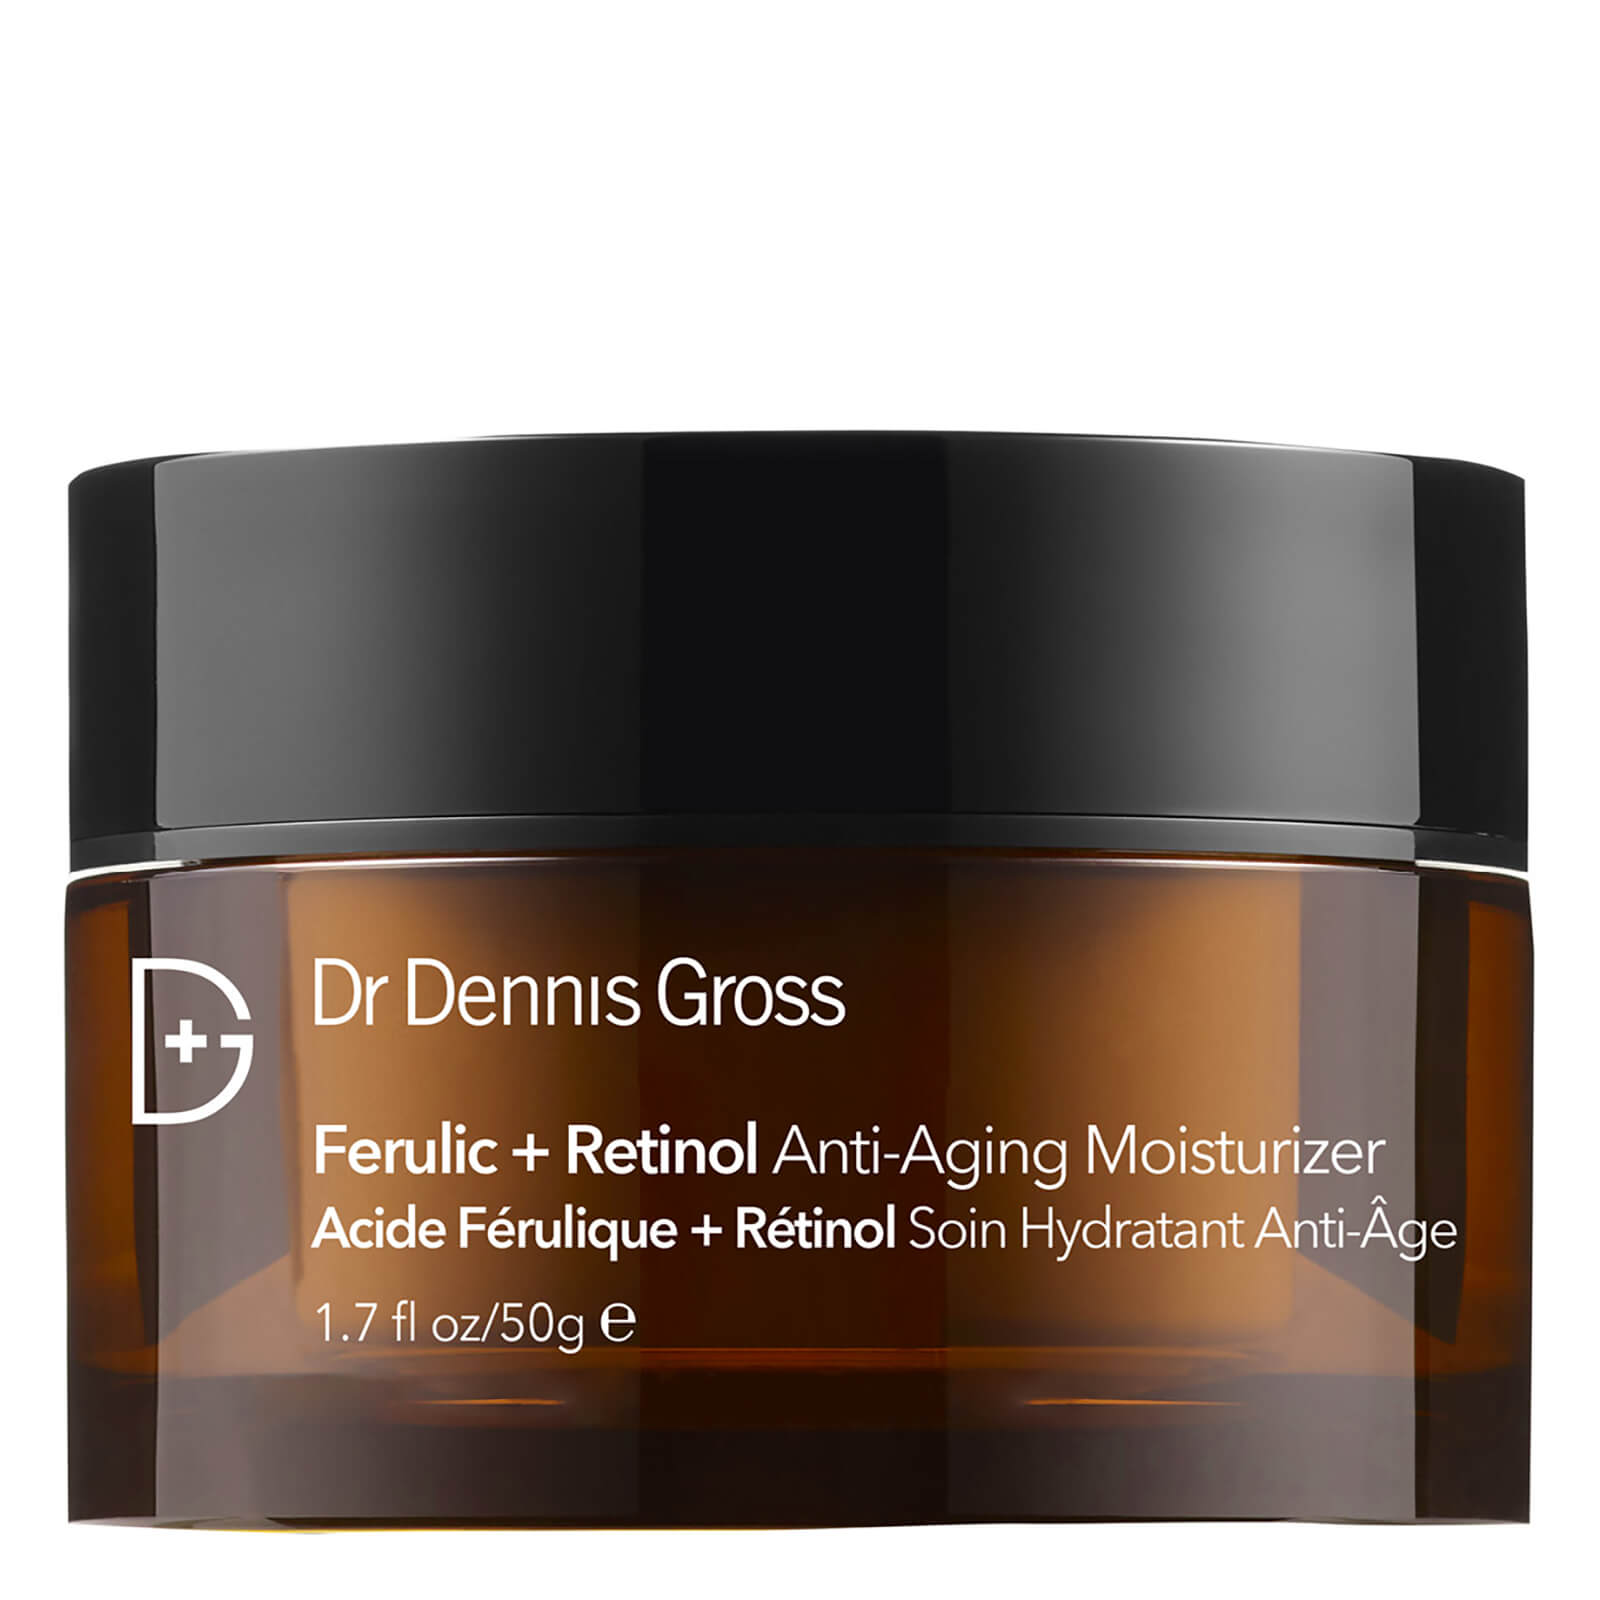 Dr Dennis Gross
Ferulic + Retinol Anti-Aging Moisturizer
Acide Férulique + Rétinol Soin Hydratant Anti-Âge
1.7 fl oz/50g ℮